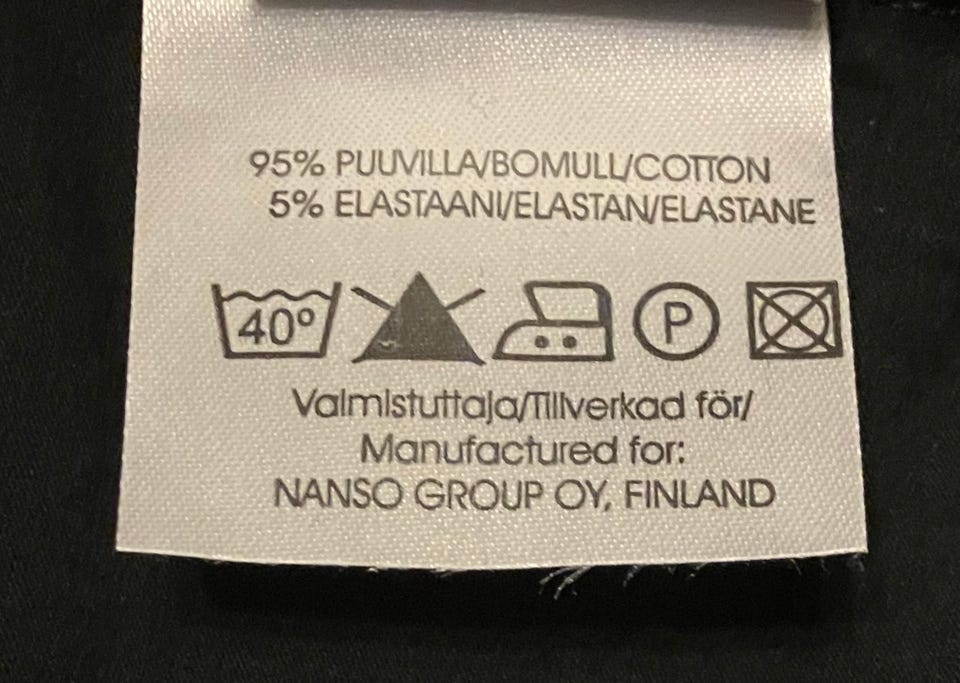 95% PUUVILLA/BOMULL/COTTON
5% ELASTAANI/ELASTAN/ELASTANE
40° P
Valmistuttaja/Tillverkad för/
Manufactured for:
NANSO GROUP OY, FINLAND